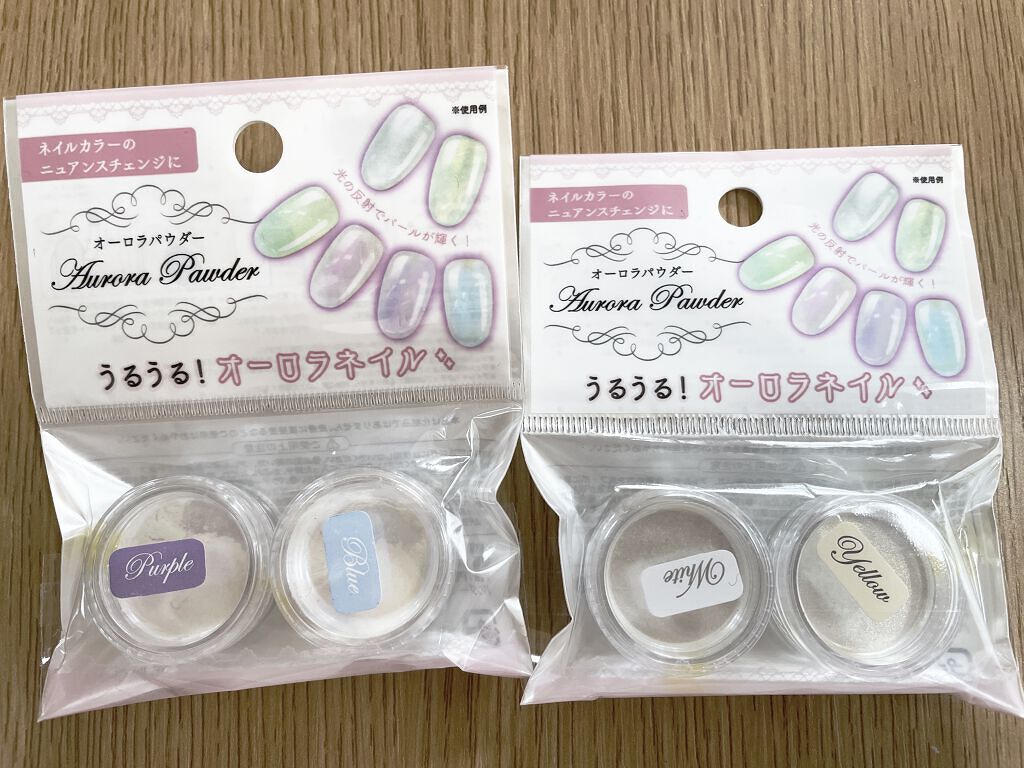 ※使用例
ネイルカラーの
ニュアンスチェンジに
光の反射でパールが輝く！
オーロラパウダー
Aurora Pawder
うるうる！オーロラネイル
Purple
Blue
※使用例
ネイルカラーの
ニュアンスチェンジに
光の反射でパールが輝く！
オーロラパウダー
Aurora Pawder
うるうる！オーロラネイル
White
Yellow